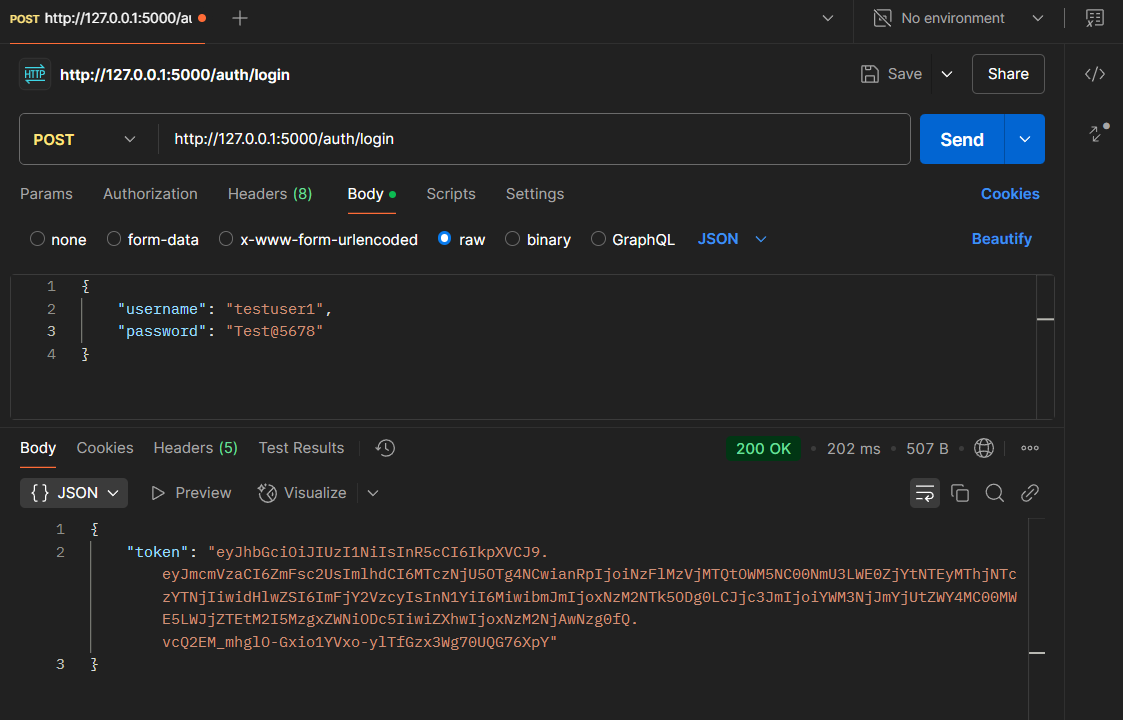 POST http://127.0.0.1:5000/au
No environment
HTTP http://127.0.0.1:5000/auth/login
Save
Share
POST http://127.0.0.1:5000/auth/login
Send
Params Authorization Headers (8) Body Scripts Settings Cookies
none form-data x-www-form-urlencoded raw binary GraphQL JSON Beautify
1 {
2 "username": "testuser1",
3 "password": "Test@5678"
4 }
Body Cookies Headers (5) Test Results 200 OK 202 ms 507 B
{} JSON Preview Visualize
1 {
2 "token": "eyJhbGciOiJIUzI1NiIsInR5cCI6IkpXVCJ9.
eyJmcmVzaCI6ZmFsc2UsImlhdCI6MTczNjU5OTg4NCwianRpIjoiNzFlMzVjMTQtOWM5NC00NmU3LWE0ZjYtNTEyMThjNTc
zYTNjIiwidHlwZSI6ImFjY2VzcyIsInN1YiI6MiwibmJmIjoxNzM2NTk5ODg0LCJjc3JmIjoiYWM3NjJmYjUtZWY4MC00MW
E5LWJjZTEtM2I5MzgxZWNiODc5IiwiZXhwIjoxNzM2NjAwNzg0fQ.
vcQ2EM_mhglO-Gxio1YVxo-ylTfGzx3Wg70UQG76XpY"
3 }